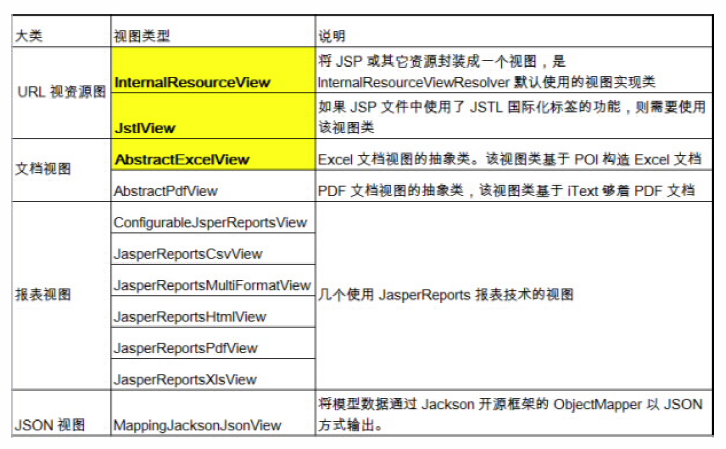 大类 视图类型 说明
URL 视资源图
InternalResourceView
将 JSP 或其它资源封装成一个视图，是
InternalResourceViewResolver 默认使用的视图实现类
JstlView
如果 JSP 文件中使用了 JSTL 国际化标签的功能，则需要使用
该视图类
文档视图
AbstractExcelView
Excel 文档视图的抽象类。该视图类基于 POI 构造 Excel 文档
AbstractPdfView
PDF 文档视图的抽象类，该视图类基于 iText 够着 PDF 文档
报表视图
ConfigurableJsperReportsView
JasperReportsCsvView
JasperReportsMultiFormatView
JasperReportsHtmlView
JasperReportsPdfView
JasperReportsXlsView
几个使用 JasperReports 报表技术的视图
JSON 视图
MappingJacksonJsonView
将模型数据通过 Jackson 开源框架的 ObjectMapper 以 JSON
方式输出。